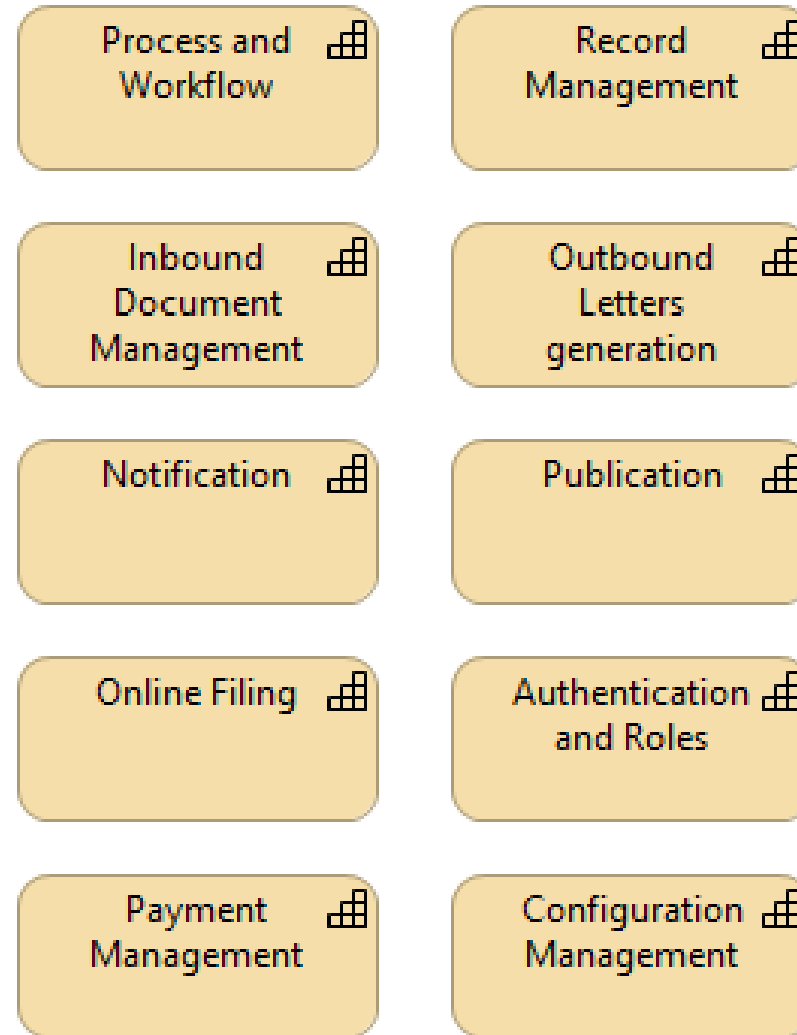 Process and
Workflow
Record
Management
Inbound
Document
Management
Outbound
Letters
generation
Notification
Publication
Online Filing
Authentication
and Roles
Payment
Management
Configuration
Management